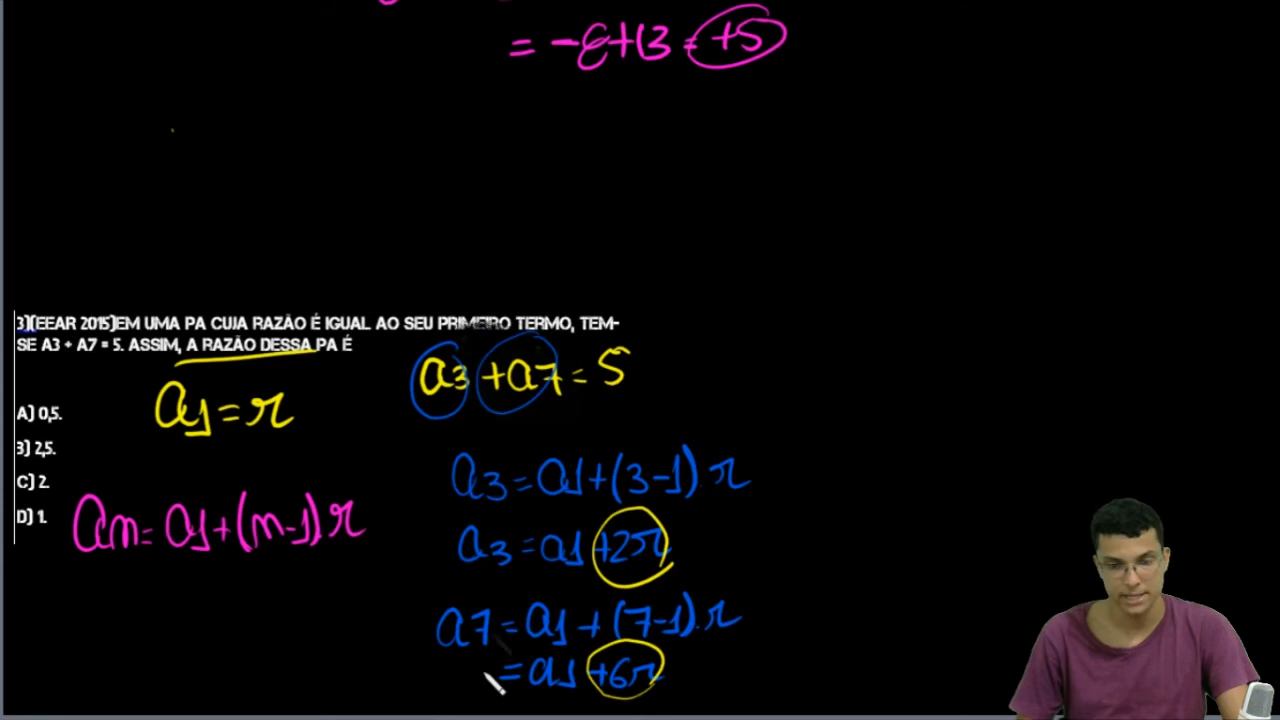 = -8+13 = +5
3)(EEAR 2015)EM UMA PA CUJA RAZÃO É IGUAL AO SEU PRIMEIRO TERMO, TEM-
SE A3 + A7 = 5. ASSIM, A RAZÃO DESSA PA É
a3 + a7 = 5
a1 = r
A) 0,5.
B) 2,5.
C) 2.
D) 1.
an = a1 + (n-1) r
a3 = a1 + (3-1) . r
a3 = a1 + 2r
a7 = a1 + (7-1) . r
= a1 + 6r